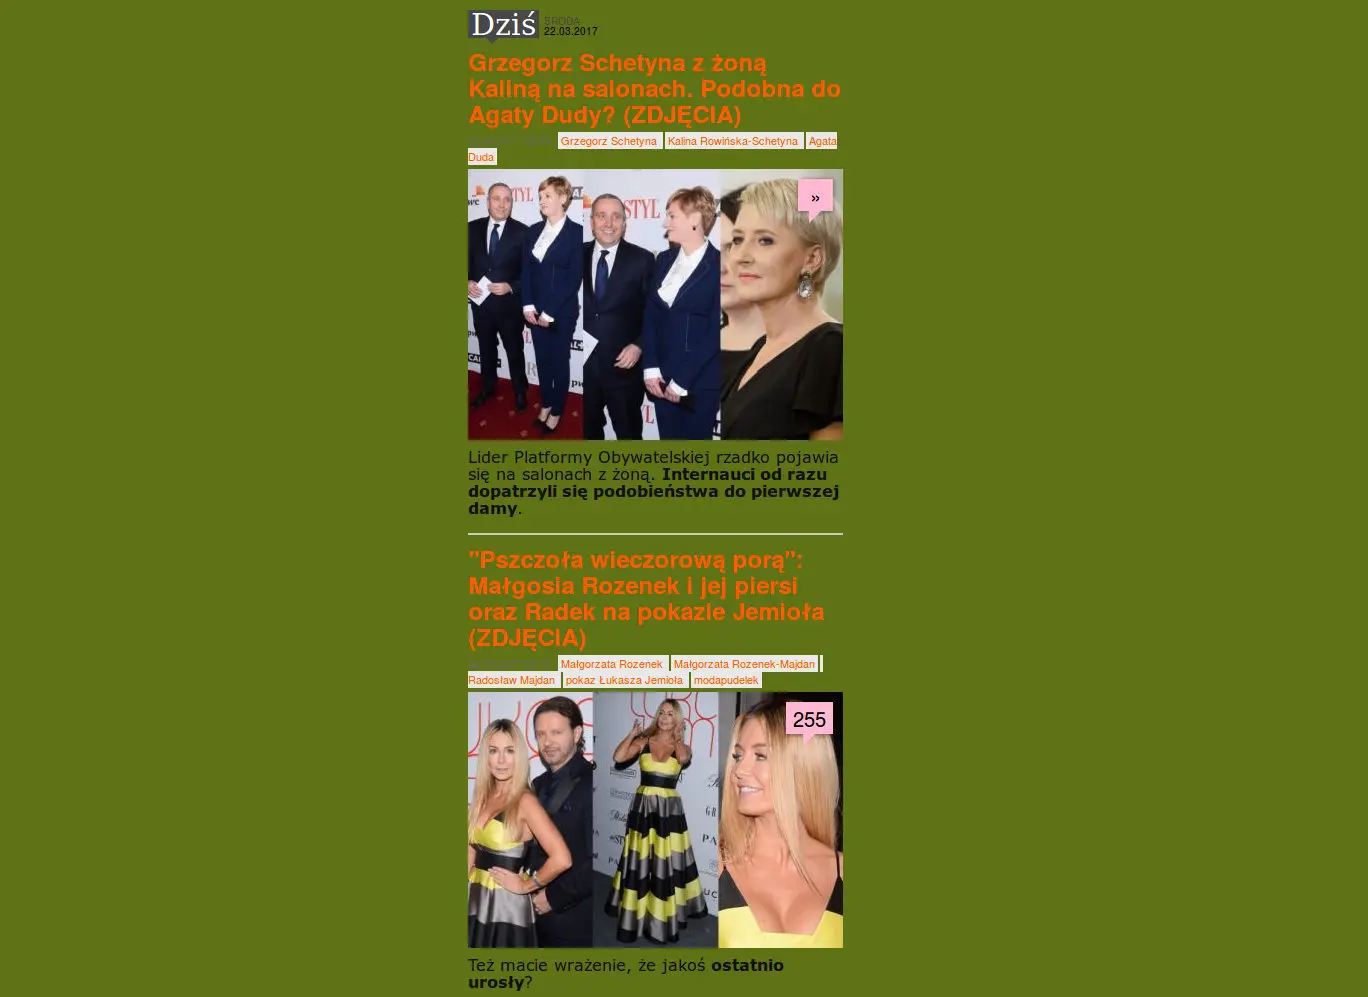 Dziś
ŚRODA
22.03.2017
Grzegorz Schetyna z żoną
Kaliną na salonach. Podobna do
Agaty Dudy? (ZDJĘCIA)
Grzegorz Schetyna Kalina Rowińska-Schetyna Agata
Duda
»
STYL
STYL
pwc
Lider Platformy Obywatelskiej rzadko pojawia
się na salonach z żoną. Internauci od razu
dopatrzyli się podobieństwa do pierwszej
damy.
"Pszczoła wieczorową porą":
Małgosia Rozenek i jej piersi
oraz Radek na pokazie Jemioła
(ZDJĘCIA)
Małgorzata Rozenek Małgorzata Rozenek-Majdan
Radosław Majdan pokaz Łukasza Jemioła modapudelek
255
Też macie wrażenie, że jakoś ostatnio
urosły?